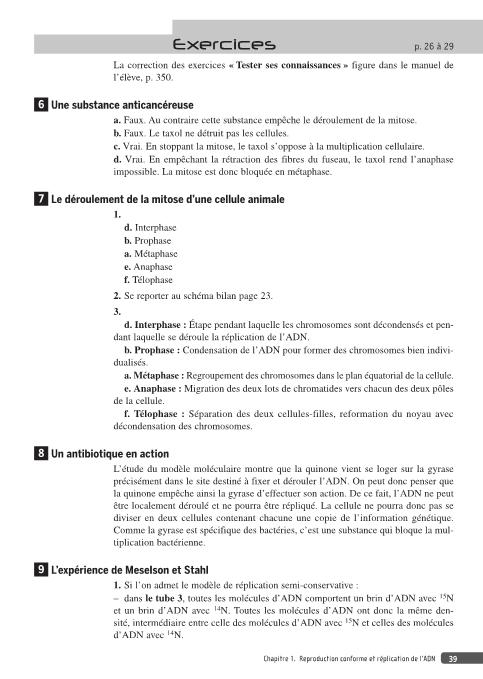 Exercices
p. 26 à 29
La correction des exercices « Tester ses connaissances » figure dans le manuel de
l'élève, p. 350.
6 Une substance anticancéreuse
a. Faux. Au contraire cette substance empêche le déroulement de la mitose.
b. Faux. Le taxol ne détruit pas les cellules.
c. Vrai. En stoppant la mitose, le taxol s'oppose à la multiplication cellulaire.
d. Vrai. En empêchant la rétraction des fibres du fuseau, le taxol rend l'anaphase
impossible. La mitose est donc bloquée en métaphase.
7 Le déroulement de la mitose d'une cellule animale
1.
d. Interphase
b. Prophase
a. Métaphase
e. Anaphase
f. Télophase
2. Se reporter au schéma bilan page 23.
3.
d. Interphase : Étape pendant laquelle les chromosomes sont décondensés et pen-
dant laquelle se déroule la réplication de l'ADN.
b. Prophase : Condensation de l'ADN pour former des chromosomes bien indivi-
dualisés.
a. Métaphase : Regroupement des chromosomes dans le plan équatorial de la cellule.
e. Anaphase : Migration des deux lots de chromatides vers chacun des deux pôles
de la cellule.
f. Télophase : Séparation des deux cellules-filles, reformation du noyau avec
décondensation des chromosomes.
8 Un antibiotique en action
L'étude du modèle moléculaire montre que la quinone vient se loger sur la gyrase
précisément dans le site destiné à fixer et dérouler l'ADN. On peut donc penser que
la quinone empêche ainsi la gyrase d'effectuer son action. De ce fait, l'ADN ne peut
être localement déroulé et ne pourra être répliqué. La cellule ne pourra donc pas se
diviser en deux cellules contenant chacune une copie de l'information génétique.
Comme la gyrase est spécifique des bactéries, c'est une substance qui bloque la mul-
tiplication bactérienne.
9 L'expérience de Meselson et Stahl
1. Si l'on admet le modèle de réplication semi-conservative :
– dans le tube 3, toutes les molécules d'ADN comportent un brin d'ADN avec ¹⁵N
et un brin d'ADN avec ¹⁴N. Toutes les molécules d'ADN ont donc la même den-
sité, intermédiaire entre celle des molécules d'ADN avec ¹⁵N et celles des molécules
d'ADN avec ¹⁴N.
Chapitre 1. Reproduction conforme et réplication de l'ADN 39